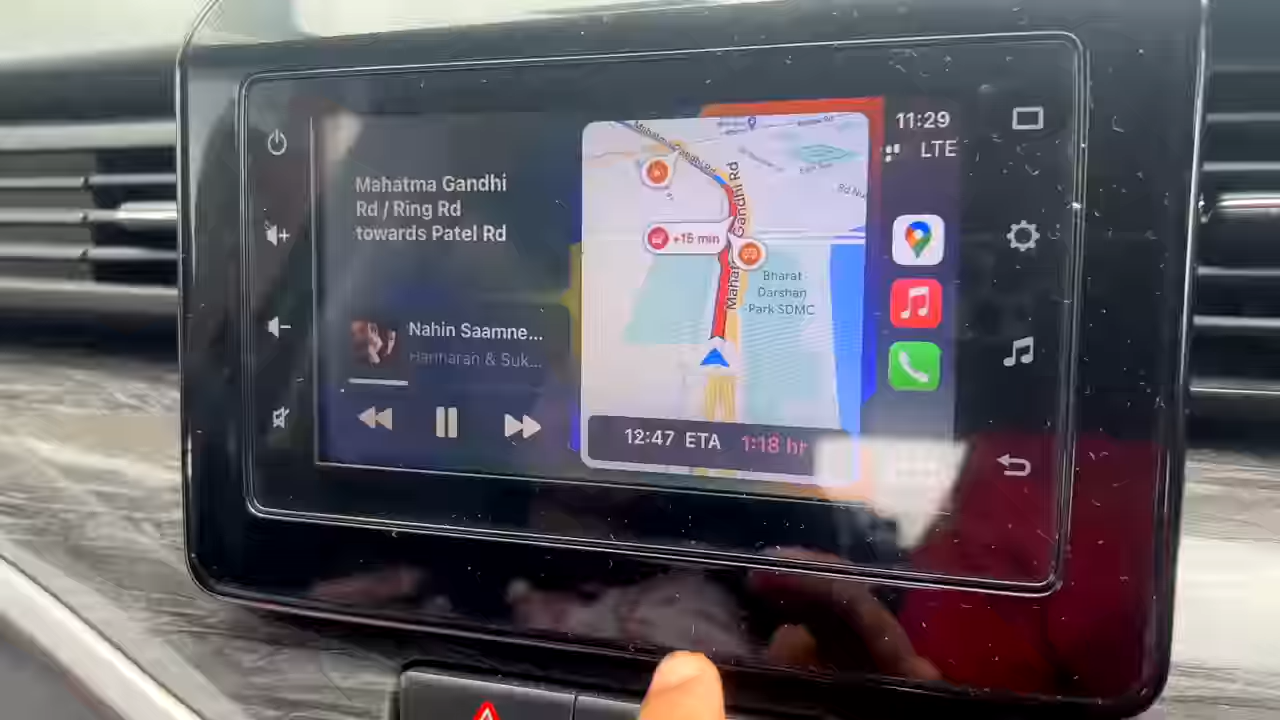 Mahatma Gandhi
Rd / Ring Rd
towards Patel Rd
Nahin Saamne...
Hariharan & Suk...
Mahatma Gandhi Rd
Gandhi Rd
+15 min
Bharat
Darshan
Park SDMC
12:47 ETA 1:18 hr
11:29
LTE